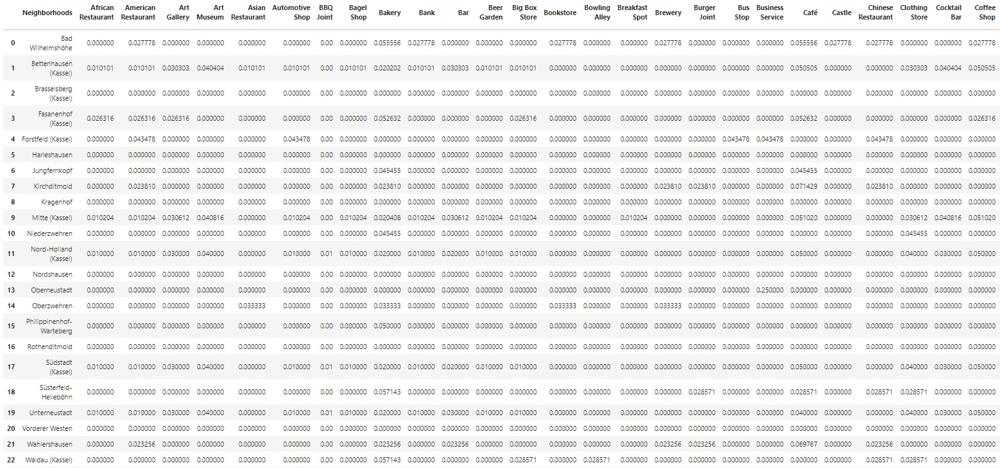 Neighborhoods African Restaurant American Restaurant Art Gallery Art Museum Asian Restaurant Automotive Shop BBQ Joint Bagel Shop Bakery Bank Bar Beer Garden Big Box Store Bookstore Bowling Alley Breakfast Spot Brewery Burger Joint Bus Stop Business Service Café Castle Chinese Restaurant Clothing Store Cocktail Bar Coffee Shop
0 Bad Wilhelmshöhe 0.000000 0.027778 0.000000 0.000000 0.000000 0.000000 0.00 0.000000 0.055556 0.027778 0.000000 0.000000 0.000000 0.027778 0.000000 0.000000 0.027778 0.000000 0.000000 0.000000 0.055556 0.027778 0.027778 0.000000 0.000000 0.027778
1 Bettenhausen (Kassel) 0.010101 0.010101 0.030303 0.040404 0.010101 0.010101 0.00 0.010101 0.020202 0.010101 0.030303 0.010101 0.010101 0.000000 0.000000 0.000000 0.000000 0.000000 0.000000 0.000000 0.050505 0.000000 0.000000 0.030303 0.040404 0.050505
2 Brasselsberg (Kassel) 0.000000 0.000000 0.000000 0.000000 0.000000 0.000000 0.00 0.000000 0.000000 0.000000 0.000000 0.000000 0.000000 0.000000 0.000000 0.000000 0.000000 0.000000 0.000000 0.000000 0.000000 0.000000 0.000000 0.000000 0.000000 0.000000
3 Fasanenhof (Kassel) 0.026316 0.026316 0.026316 0.000000 0.000000 0.000000 0.00 0.000000 0.052632 0.000000 0.000000 0.000000 0.026316 0.000000 0.000000 0.000000 0.000000 0.000000 0.000000 0.000000 0.052632 0.000000 0.000000 0.000000 0.000000 0.026316
4 Forstfeld (Kassel) 0.000000 0.043478 0.000000 0.000000 0.000000 0.043478 0.00 0.000000 0.000000 0.000000 0.000000 0.000000 0.000000 0.000000 0.000000 0.000000 0.000000 0.000000 0.043478 0.043478 0.000000 0.000000 0.043478 0.000000 0.000000 0.000000
5 Harleshausen 0.000000 0.000000 0.000000 0.000000 0.000000 0.000000 0.00 0.000000 0.000000 0.000000 0.000000 0.000000 0.000000 0.000000 0.000000 0.000000 0.000000 0.000000 0.000000 0.000000 0.000000 0.000000 0.000000 0.000000 0.000000 0.000000
6 Jungfernkopf 0.000000 0.000000 0.000000 0.000000 0.000000 0.000000 0.00 0.000000 0.045455 0.000000 0.000000 0.000000 0.000000 0.000000 0.000000 0.000000 0.000000 0.000000 0.000000 0.000000 0.045455 0.000000 0.000000 0.000000 0.000000 0.000000
7 Kirchditmold 0.000000 0.023810 0.000000 0.000000 0.000000 0.000000 0.00 0.000000 0.023810 0.000000 0.000000 0.000000 0.000000 0.000000 0.000000 0.000000 0.023810 0.023810 0.000000 0.000000 0.071429 0.000000 0.023810 0.000000 0.000000 0.000000
8 Kragenhof 0.000000 0.000000 0.000000 0.000000 0.000000 0.000000 0.00 0.000000 0.000000 0.000000 0.000000 0.000000 0.000000 0.000000 0.000000 0.000000 0.000000 0.000000 0.000000 0.000000 0.000000 0.000000 0.000000 0.000000 0.000000 0.000000
9 Mitte (Kassel) 0.010204 0.010204 0.030612 0.040816 0.000000 0.010204 0.00 0.010204 0.020408 0.010204 0.030612 0.010204 0.010204 0.000000 0.000000 0.010204 0.000000 0.000000 0.000000 0.000000 0.051020 0.000000 0.000000 0.030612 0.040816 0.051020
10 Niederzwehren 0.000000 0.000000 0.000000 0.000000 0.000000 0.000000 0.00 0.000000 0.045455 0.000000 0.000000 0.000000 0.000000 0.000000 0.000000 0.000000 0.000000 0.000000 0.000000 0.000000 0.000000 0.000000 0.000000 0.045455 0.000000 0.000000
11 Nord-Holland (Kassel) 0.010000 0.010000 0.030000 0.040000 0.000000 0.010000 0.01 0.010000 0.020000 0.010000 0.020000 0.010000 0.010000 0.000000 0.000000 0.000000 0.000000 0.000000 0.000000 0.000000 0.050000 0.000000 0.000000 0.040000 0.030000 0.050000
12 Nordshausen 0.000000 0.000000 0.000000 0.000000 0.000000 0.000000 0.00 0.000000 0.000000 0.000000 0.000000 0.000000 0.000000 0.000000 0.000000 0.000000 0.000000 0.000000 0.000000 0.000000 0.000000 0.000000 0.000000 0.000000 0.000000 0.000000
13 Oberneustadt 0.000000 0.000000 0.000000 0.000000 0.000000 0.000000 0.00 0.000000 0.000000 0.000000 0.000000 0.000000 0.000000 0.000000 0.000000 0.000000 0.000000 0.000000 0.000000 0.250000 0.000000 0.000000 0.000000 0.000000 0.000000 0.000000
14 Oberzwehren 0.000000 0.000000 0.000000 0.000000 0.033333 0.000000 0.00 0.000000 0.033333 0.000000 0.000000 0.000000 0.000000 0.033333 0.000000 0.000000 0.033333 0.000000 0.000000 0.000000 0.000000 0.000000 0.000000 0.000000 0.000000 0.000000
15 Philippinenhof-Warteberg 0.000000 0.000000 0.000000 0.000000 0.000000 0.000000 0.00 0.000000 0.050000 0.000000 0.000000 0.000000 0.000000 0.000000 0.000000 0.000000 0.000000 0.000000 0.000000 0.000000 0.000000 0.000000 0.000000 0.000000 0.000000 0.000000
16 Rothenditmold 0.000000 0.000000 0.000000 0.000000 0.000000 0.000000 0.00 0.000000 0.000000 0.000000 0.000000 0.000000 0.000000 0.000000 0.000000 0.000000 0.000000 0.000000 0.000000 0.000000 0.000000 0.000000 0.000000 0.000000 0.000000 0.000000
17 Südstadt (Kassel) 0.010000 0.010000 0.030000 0.040000 0.000000 0.010000 0.01 0.010000 0.020000 0.010000 0.020000 0.010000 0.010000 0.000000 0.000000 0.000000 0.000000 0.000000 0.000000 0.000000 0.050000 0.000000 0.000000 0.040000 0.030000 0.050000
18 Süsterfeld-Helleböhn 0.000000 0.000000 0.000000 0.000000 0.000000 0.000000 0.00 0.000000 0.057143 0.000000 0.000000 0.000000 0.000000 0.000000 0.000000 0.000000 0.000000 0.028571 0.000000 0.000000 0.028571 0.000000 0.028571 0.028571 0.000000 0.000000
19 Unterneustadt 0.010000 0.010000 0.030000 0.040000 0.000000 0.010000 0.01 0.010000 0.020000 0.010000 0.030000 0.010000 0.010000 0.000000 0.000000 0.000000 0.000000 0.000000 0.000000 0.000000 0.040000 0.000000 0.000000 0.040000 0.030000 0.050000
20 Vorderer Westen 0.000000 0.000000 0.000000 0.000000 0.000000 0.000000 0.00 0.000000 0.000000 0.000000 0.000000 0.000000 0.000000 0.000000 0.000000 0.000000 0.000000 0.000000 0.000000 0.000000 0.000000 0.000000 0.000000 0.000000 0.000000 0.000000
21 Wahlershausen 0.000000 0.023256 0.000000 0.000000 0.000000 0.000000 0.00 0.000000 0.023256 0.000000 0.023256 0.000000 0.000000 0.000000 0.000000 0.000000 0.023256 0.023256 0.000000 0.000000 0.069767 0.000000 0.023256 0.000000 0.000000 0.000000
22 Waldau (Kassel) 0.000000 0.000000 0.000000 0.000000 0.000000 0.000000 0.00 0.000000 0.057143 0.000000 0.000000 0.000000 0.028571 0.000000 0.028571 0.000000 0.000000 0.000000 0.000000 0.000000 0.000000 0.000000 0.028571 0.028571 0.000000 0.000000